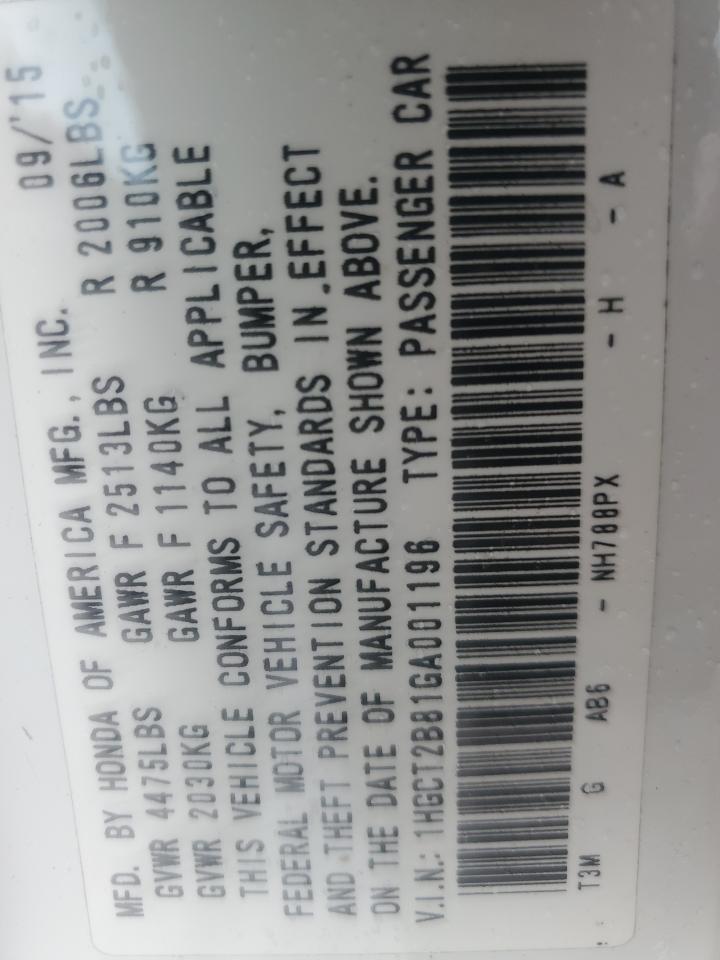 MFD. BY HONDA OF AMERICA MFG., INC. 09/'15
GVWR 4475LBS GAWR F 2513LBS R 2006LBS
GVWR 2030KG GAWR F 1140KG R 910KG
THIS VEHICLE CONFORMS TO ALL APPLICABLE
FEDERAL MOTOR VEHICLE SAFETY, BUMPER,
AND THEFT PREVENTION STANDARDS IN EFFECT
ON THE DATE OF MANUFACTURE SHOWN ABOVE.
V.I.N.: 1HGCT2B81GA001196 TYPE: PASSENGER CAR
T3M G AB6 - NH788PX - H - A